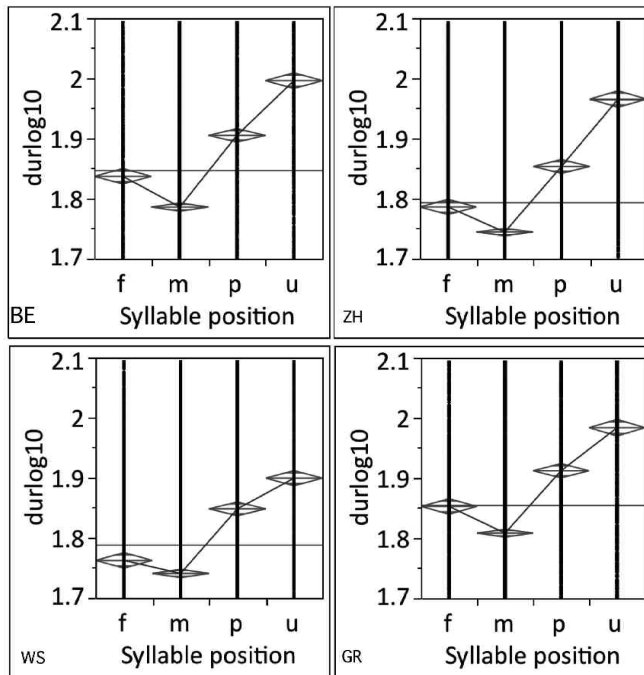 2.1
2
1.9
1.8
1.7
durlog10
f m p u
BE
Syllable position
2.1
2
1.9
1.8
1.7
durlog10
f m p u
ZH
Syllable position
2.1
2
1.9
1.8
1.7
durlog10
f m p u
WS
Syllable position
2.1
2
1.9
1.8
1.7
durlog10
f m p u
GR
Syllable position